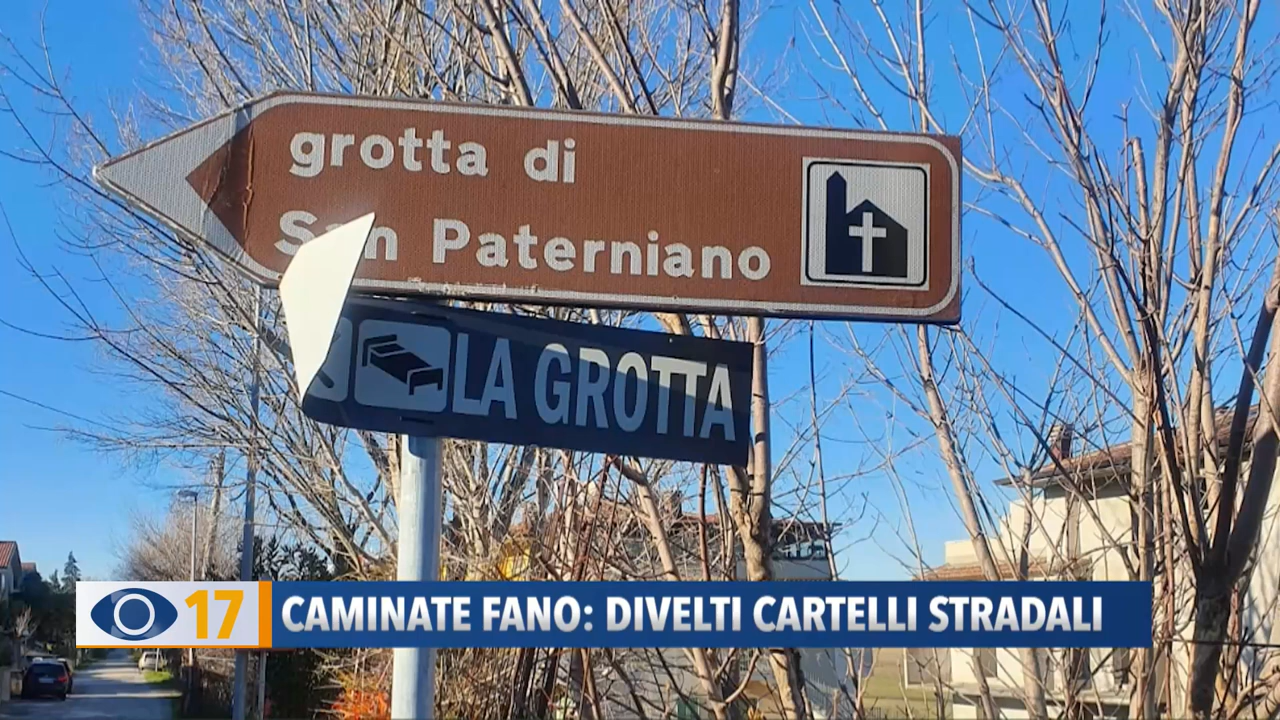 grotta di
San Paterniano
LA GROTTA
17 CAMINATE FANO: DIVELTI CARTELLI STRADALI